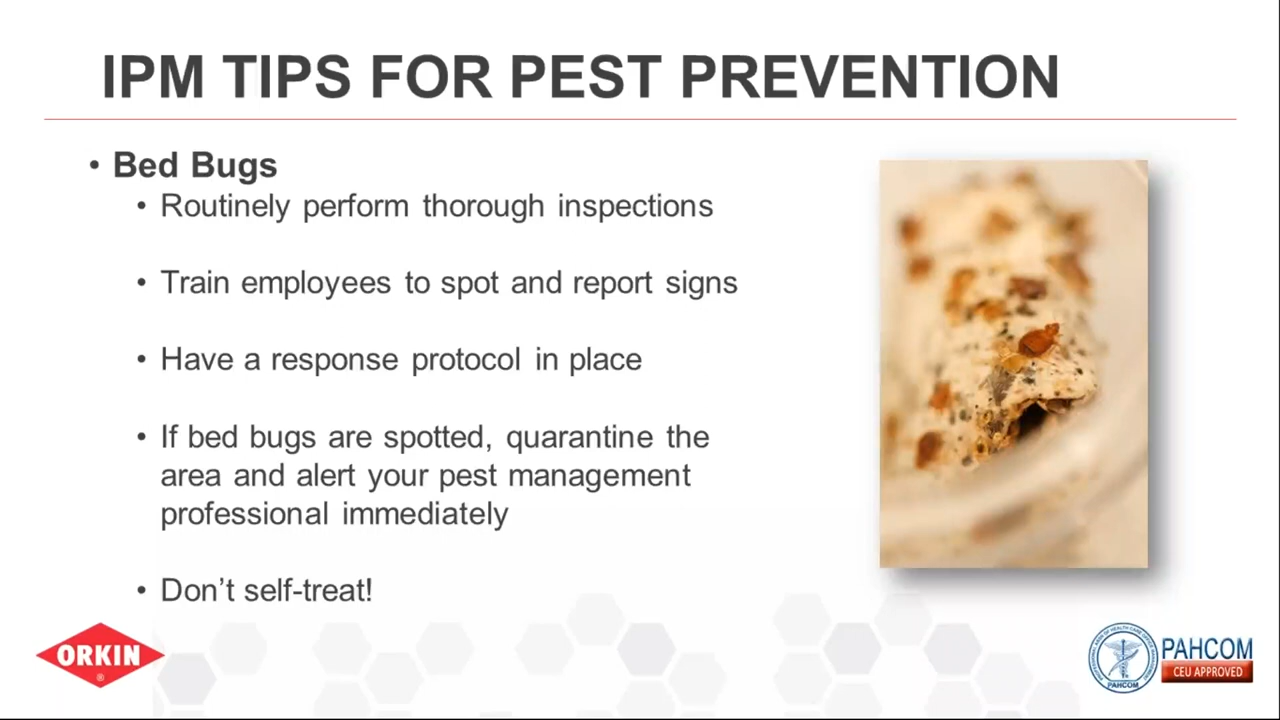 IPM TIPS FOR PEST PREVENTION
• Bed Bugs
• Routinely perform thorough inspections
• Train employees to spot and report signs
• Have a response protocol in place
• If bed bugs are spotted, quarantine the
area and alert your pest management
professional immediately
• Don’t self-treat!
ORKIN
®
PAHCOM
PAHCOM
CEU APPROVED